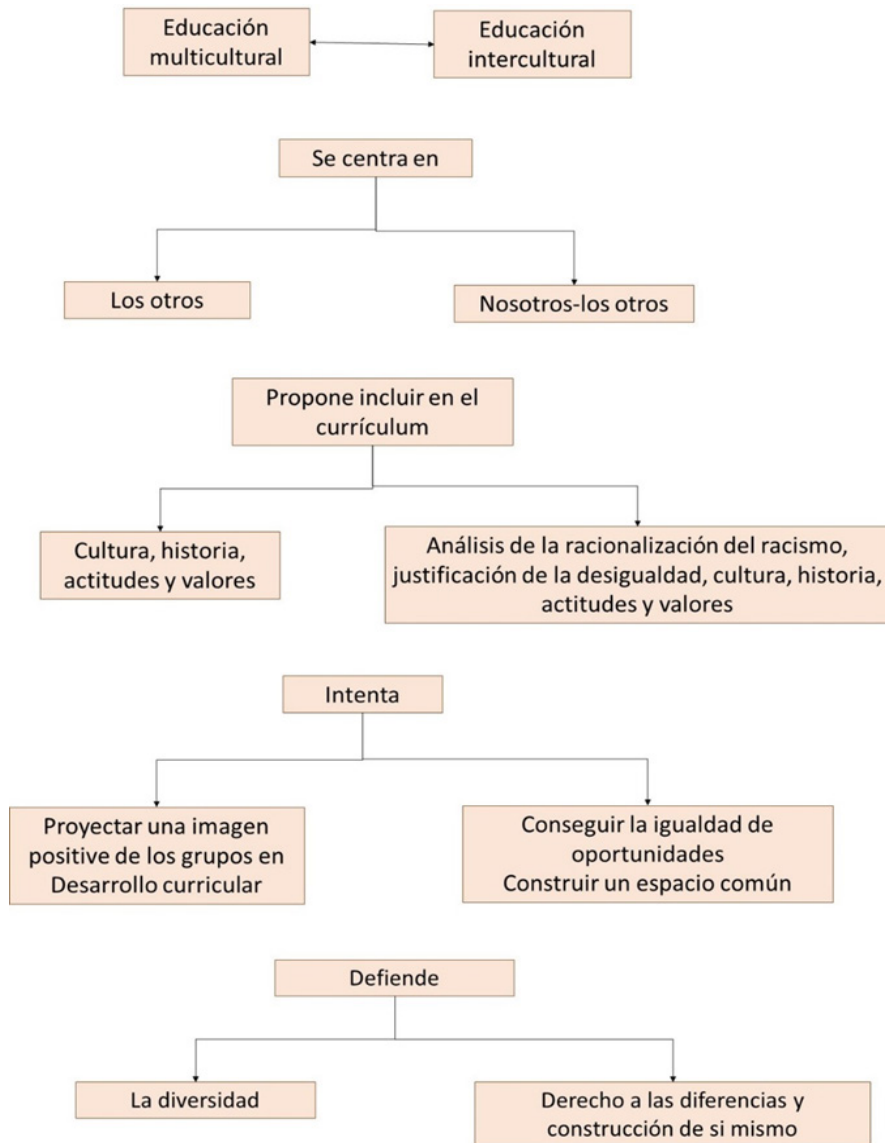 Educación
multicultural
Educación
intercultural
Se centra en
Los otros
Nosotros-los otros
Propone incluir en el
currículum
Cultura, historia,
actitudes y valores
Análisis de la racionalización del racismo,
justificación de la desigualdad, cultura, historia,
actitudes y valores
Intenta
Proyectar una imagen
positive de los grupos en
Desarrollo curricular
Conseguir la igualdad de
oportunidades
Construir un espacio común
Defiende
La diversidad
Derecho a las diferencias y
construcción de si mismo